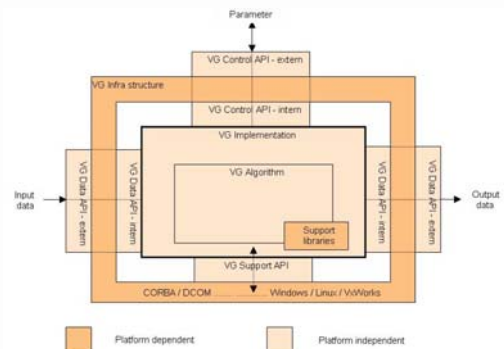 Parameter
VG Control API - extern
VG Infra structure
VG Control API - intern
VG Implementation
VG Algorithm
Input
data
VG Data API - extern
VG Data API - intern
VG Data API - intern
VG Data API - extern
Output
data
Support
libraries
VG Support API
CORBA / DCOM ...... ............ Windows / Linux / VxWorks
Platform dependent
Platform independent